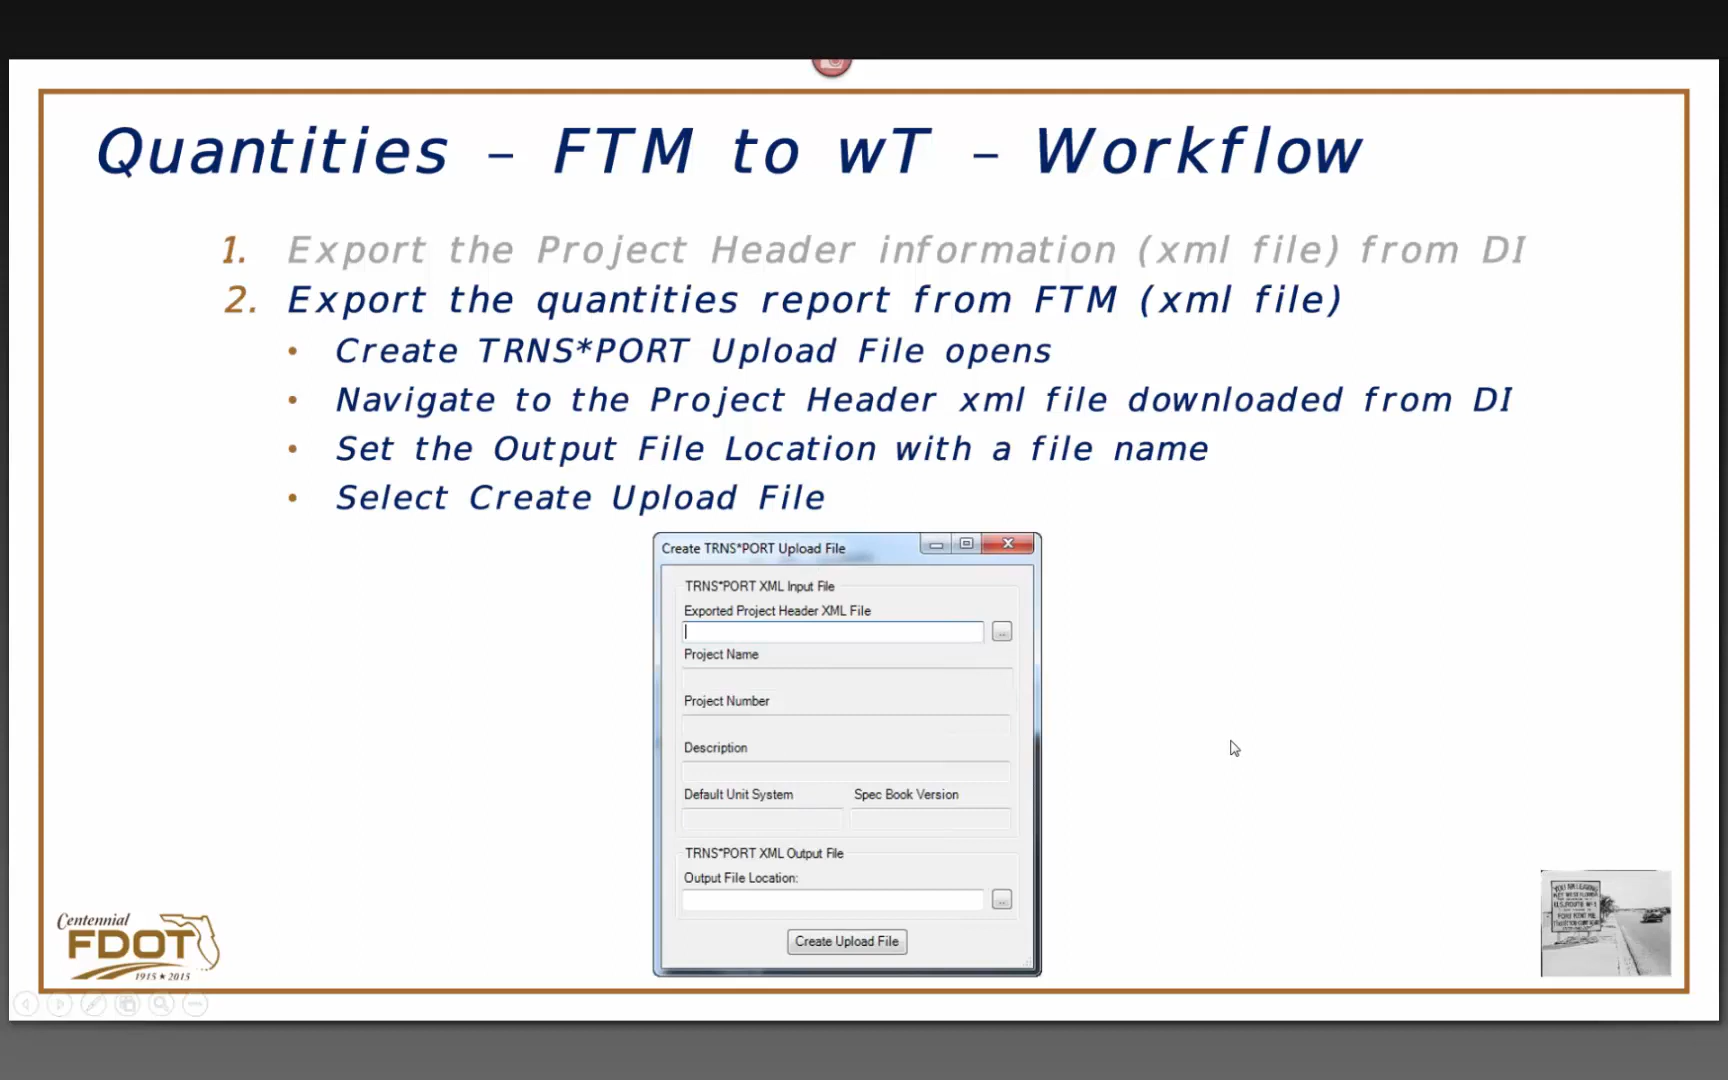 Quantities – FTM to wT – Workflow
1. Export the Project Header information (xml file) from DI
2. Export the quantities report from FTM (xml file)
• Create TRNS*PORT Upload File opens
• Navigate to the Project Header xml file downloaded from DI
• Set the Output File Location with a file name
• Select Create Upload File
Create TRNS*PORT Upload File
TRNS*PORT XML Input File
Exported Project Header XML File
...
Project Name
Project Number
Description
Default Unit System Spec Book Version
TRNS*PORT XML Output File
Output File Location:
...
Create Upload File
Centennial
FDOT
1915★2015
YOU ARE LEAVING